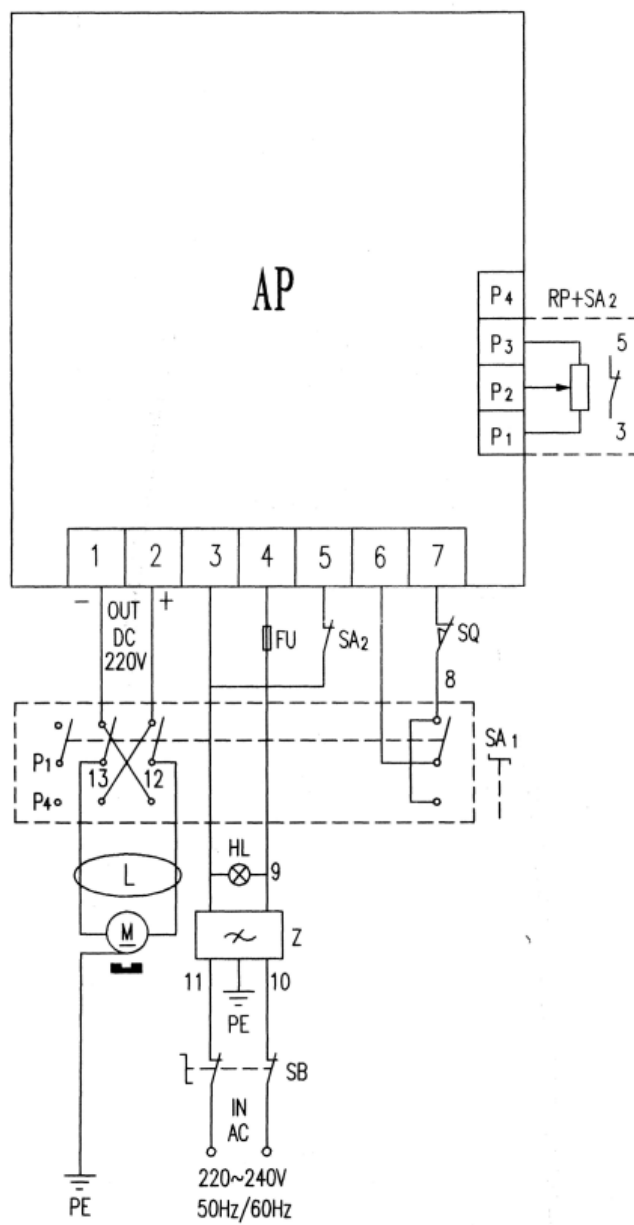 AP
P4 RP+SA2
P3 5
P2
P1 3
1 2 3 4 5 6 7
- +
OUT
DC
220V
FU SA2 SQ
8
SA1
P1 13 12
P4
HL
9
L
M
Z
11 10
PE
SB
IN
AC
PE
220~240V
50Hz/60Hz